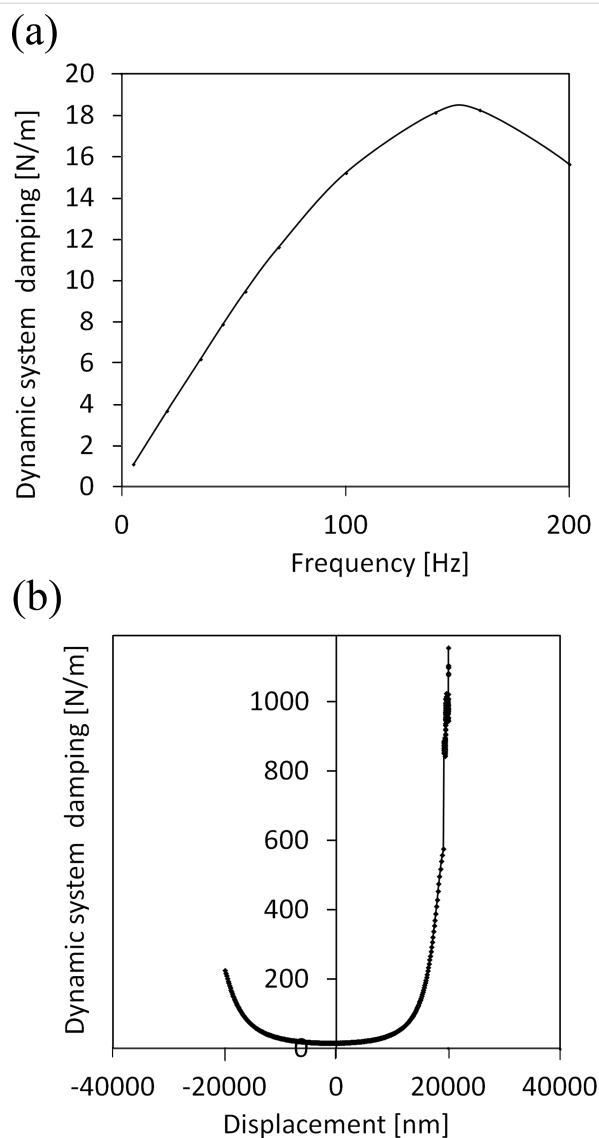 (a)
Dynamic system damping [N/m]
20
18
16
14
12
10
8
6
4
2
0
0 100 200
Frequency [Hz]
(b)
Dynamic system damping [N/m]
1000
800
600
400
200
0
-40000 -20000 0 20000 40000
Displacement [nm]